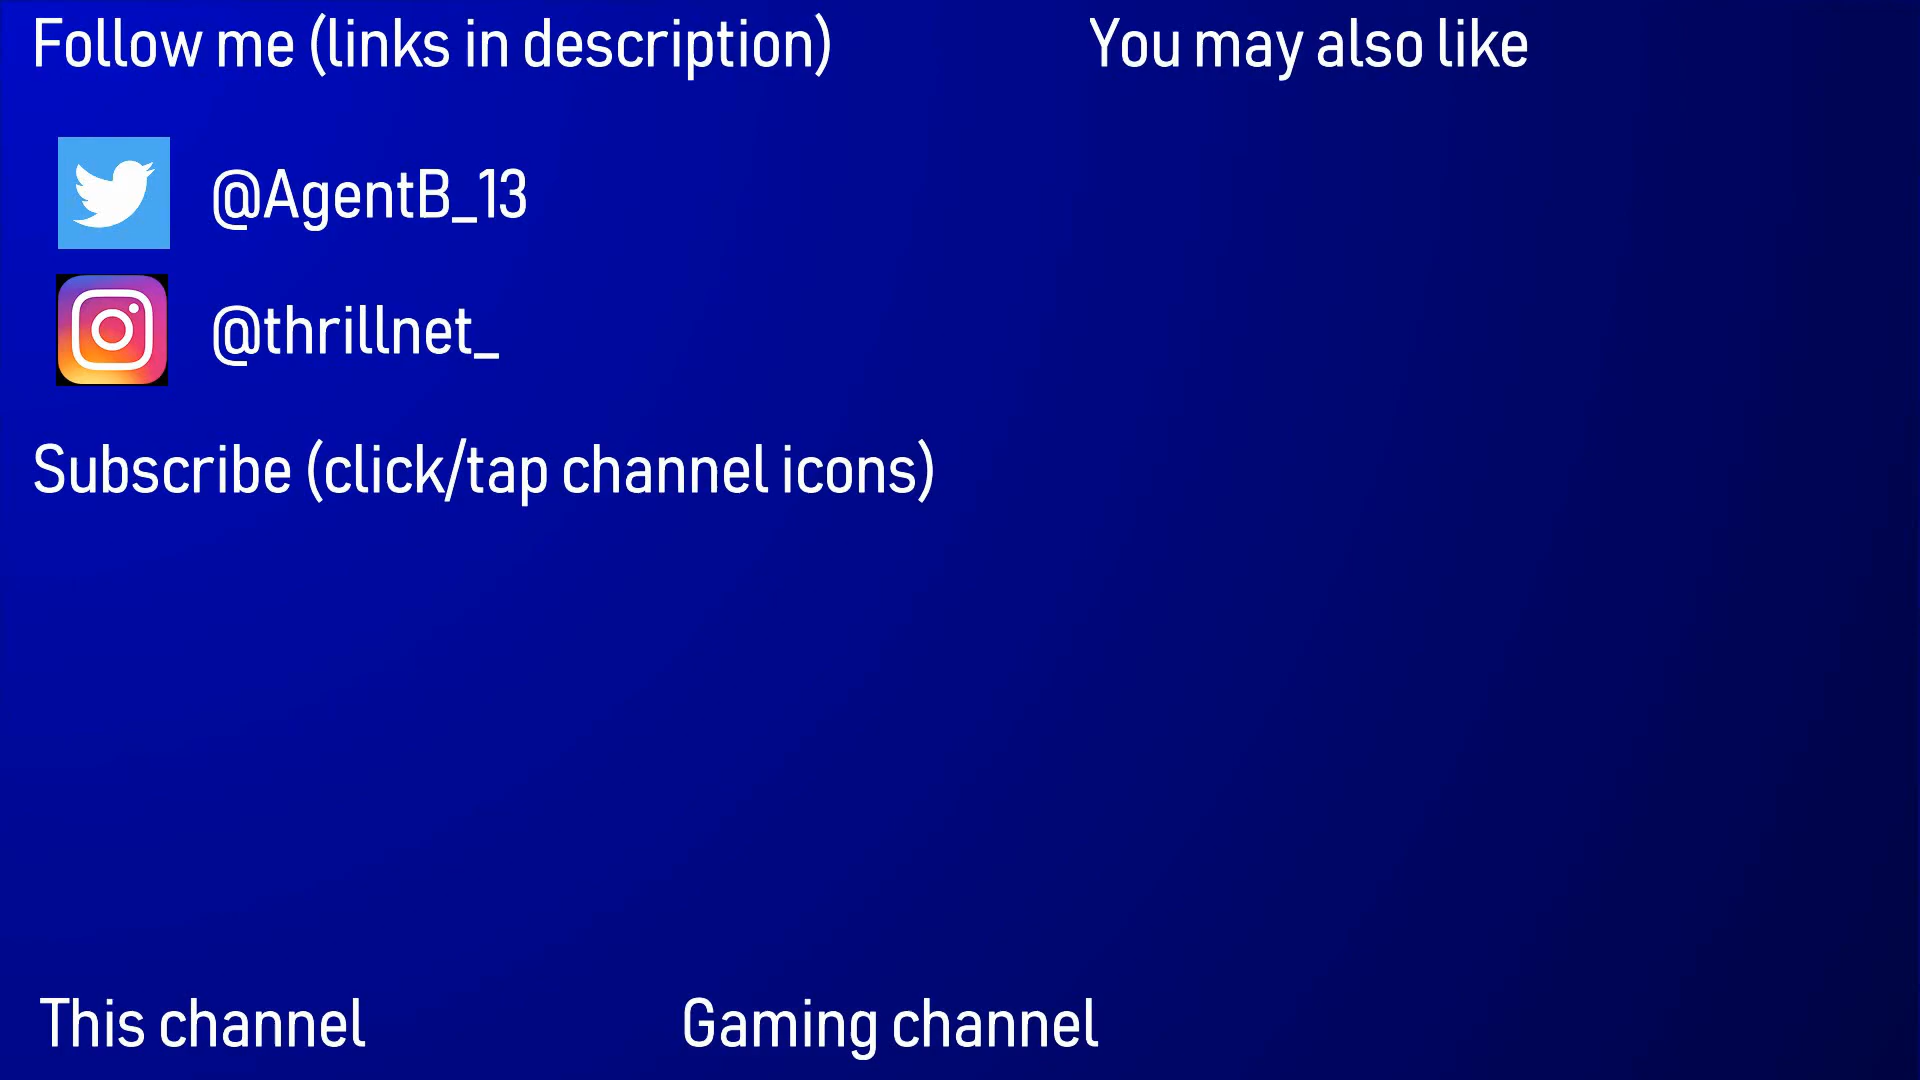 Follow me (links in description)
@AgentB_13
@thrillnet_
Subscribe (click/tap channel icons)
This channel
Gaming channel
You may also like